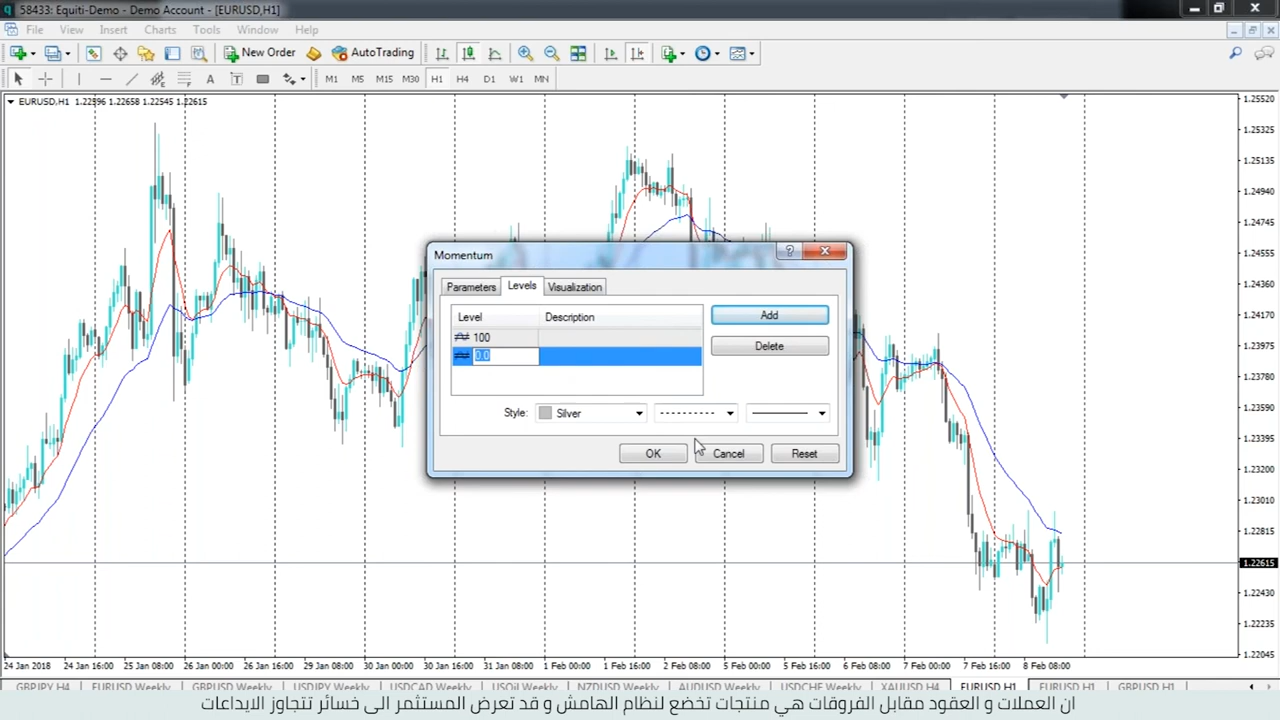 58433: Equiti-Demo - Demo Account - [EURUSD,H1]
File View Insert Charts Tools Window Help
New Order AutoTrading
A T M1 M5 M15 M30 H1 H4 D1 W1 MN
EURUSD,H1 1.22596 1.22658 1.22545 1.22615
1.25520
1.25325
1.25135
1.24940
1.24745
1.24555
1.24360
1.24170
1.23975
1.23780
1.23590
1.23395
1.23200
1.23010
1.22815
1.22615
1.22430
1.22235
1.22045
Momentum
Parameters Levels Visualization
Level Description
100
0.0
Add
Delete
Style: Silver
OK Cancel Reset
24 Jan 2018 24 Jan 16:00 25 Jan 08:00 26 Jan 00:00 26 Jan 16:00 29 Jan 08:00 30 Jan 00:00 30 Jan 16:00 31 Jan 08:00 1 Feb 00:00 1 Feb 16:00 2 Feb 08:00 5 Feb 00:00 5 Feb 16:00 6 Feb 08:00 7 Feb 00:00 7 Feb 16:00 8 Feb 08:00
GBPJPY H4 EURUSD Weekly GBPUSD Weekly USDJPY Weekly USDCAD Weekly USOil Weekly NZDUSD Weekly AUDUSD Weekly USDCHF Weekly XAUUSD H4 EURUSD H1 EURUSD H1 GBPUSD H1
ان العملات و العقود مقابل الفروقات هي منتجات تخضع لنظام الهامش و قد تعرض المستثمر الى خسائر تتجاوز الايداعات